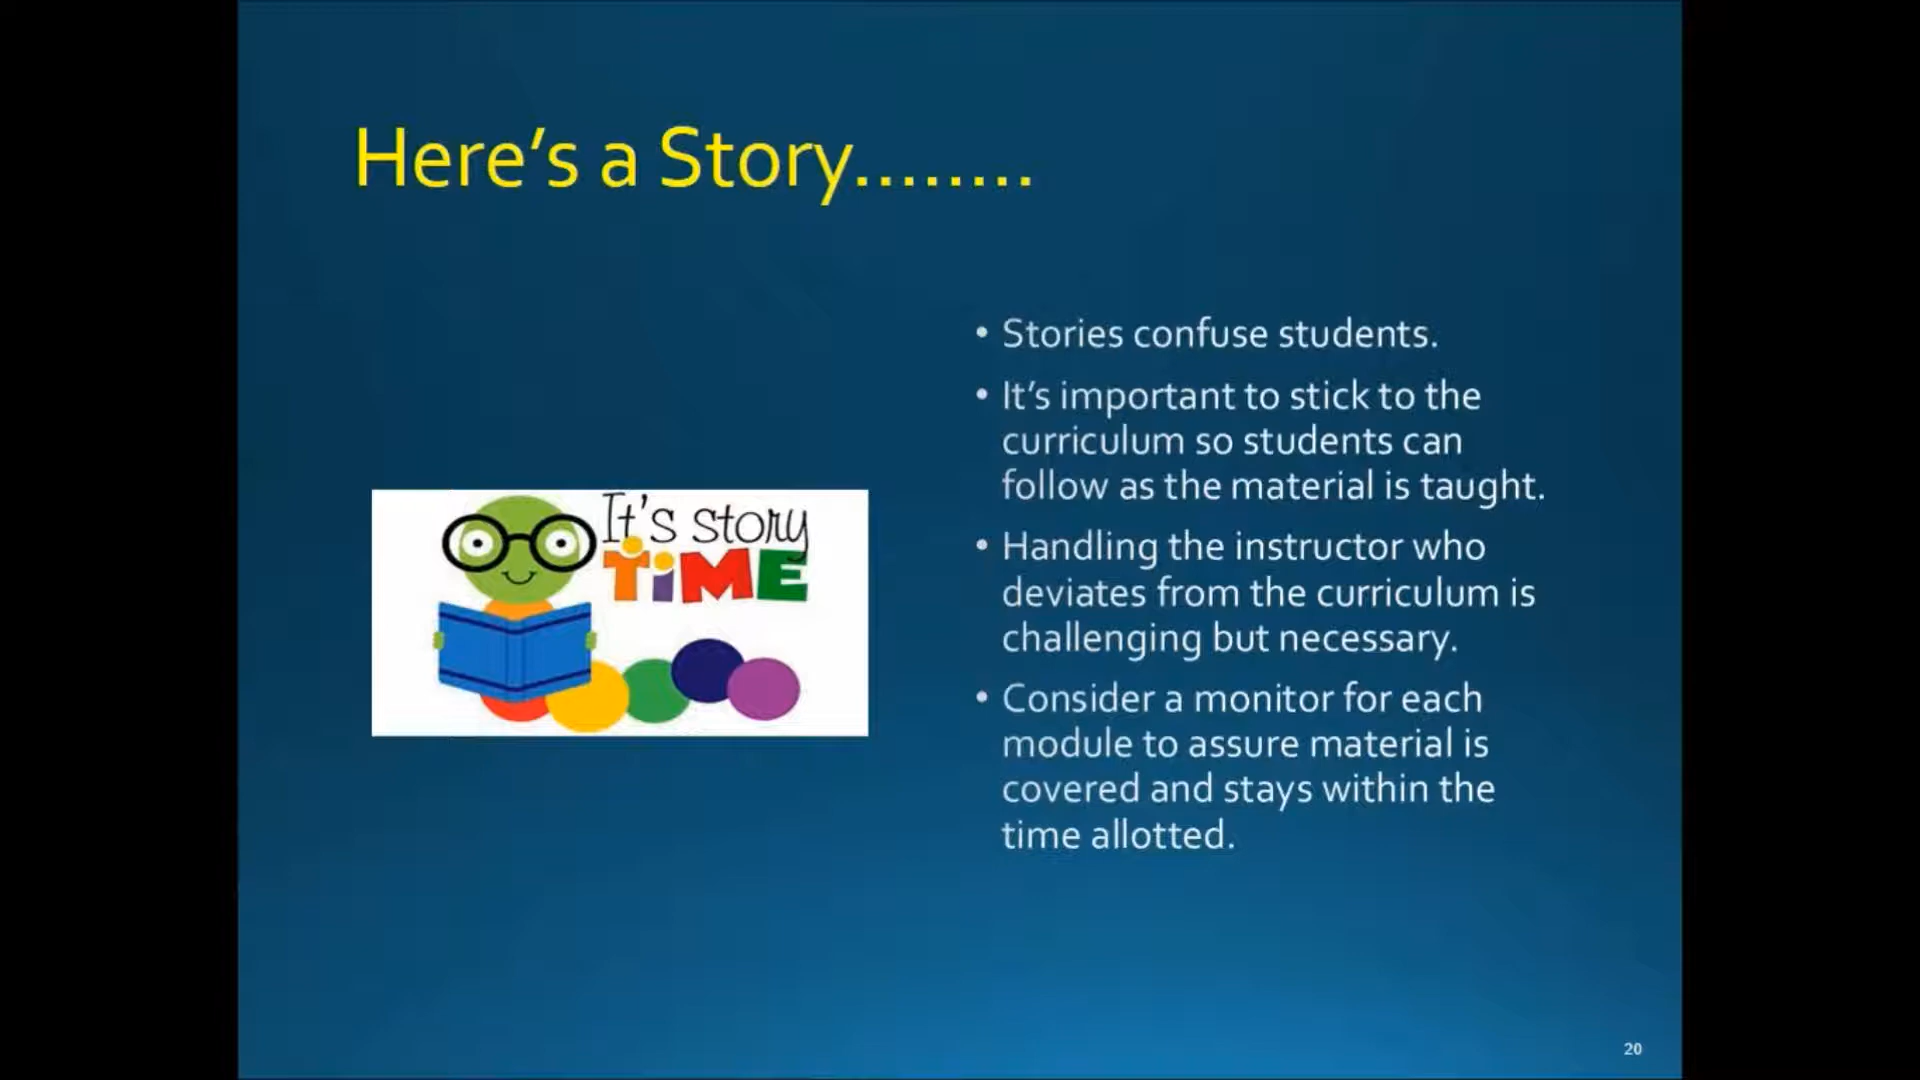 Here’s a Story........
It's story
TiME
• Stories confuse students.
• It’s important to stick to the
curriculum so students can
follow as the material is taught.
• Handling the instructor who
deviates from the curriculum is
challenging but necessary.
• Consider a monitor for each
module to assure material is
covered and stays within the
time allotted.
20